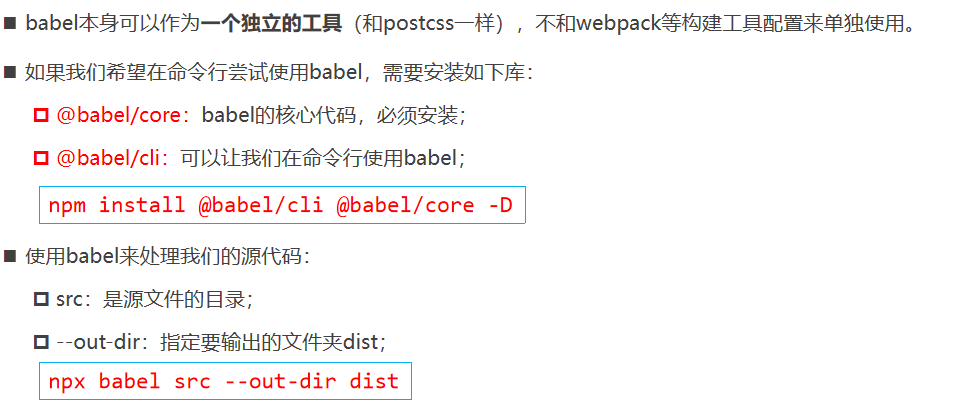 babel本身可以作为一个独立的工具（和postcss一样），不和webpack等构建工具配置来单独使用。
如果我们希望在命令行尝试使用babel，需要安装如下库：
@babel/core：babel的核心代码，必须安装；
@babel/cli：可以让我们在命令行使用babel；
npm install @babel/cli @babel/core -D
使用babel来处理我们的源代码：
src：是源文件的目录；
--out-dir：指定要输出的文件夹dist；
npx babel src --out-dir dist